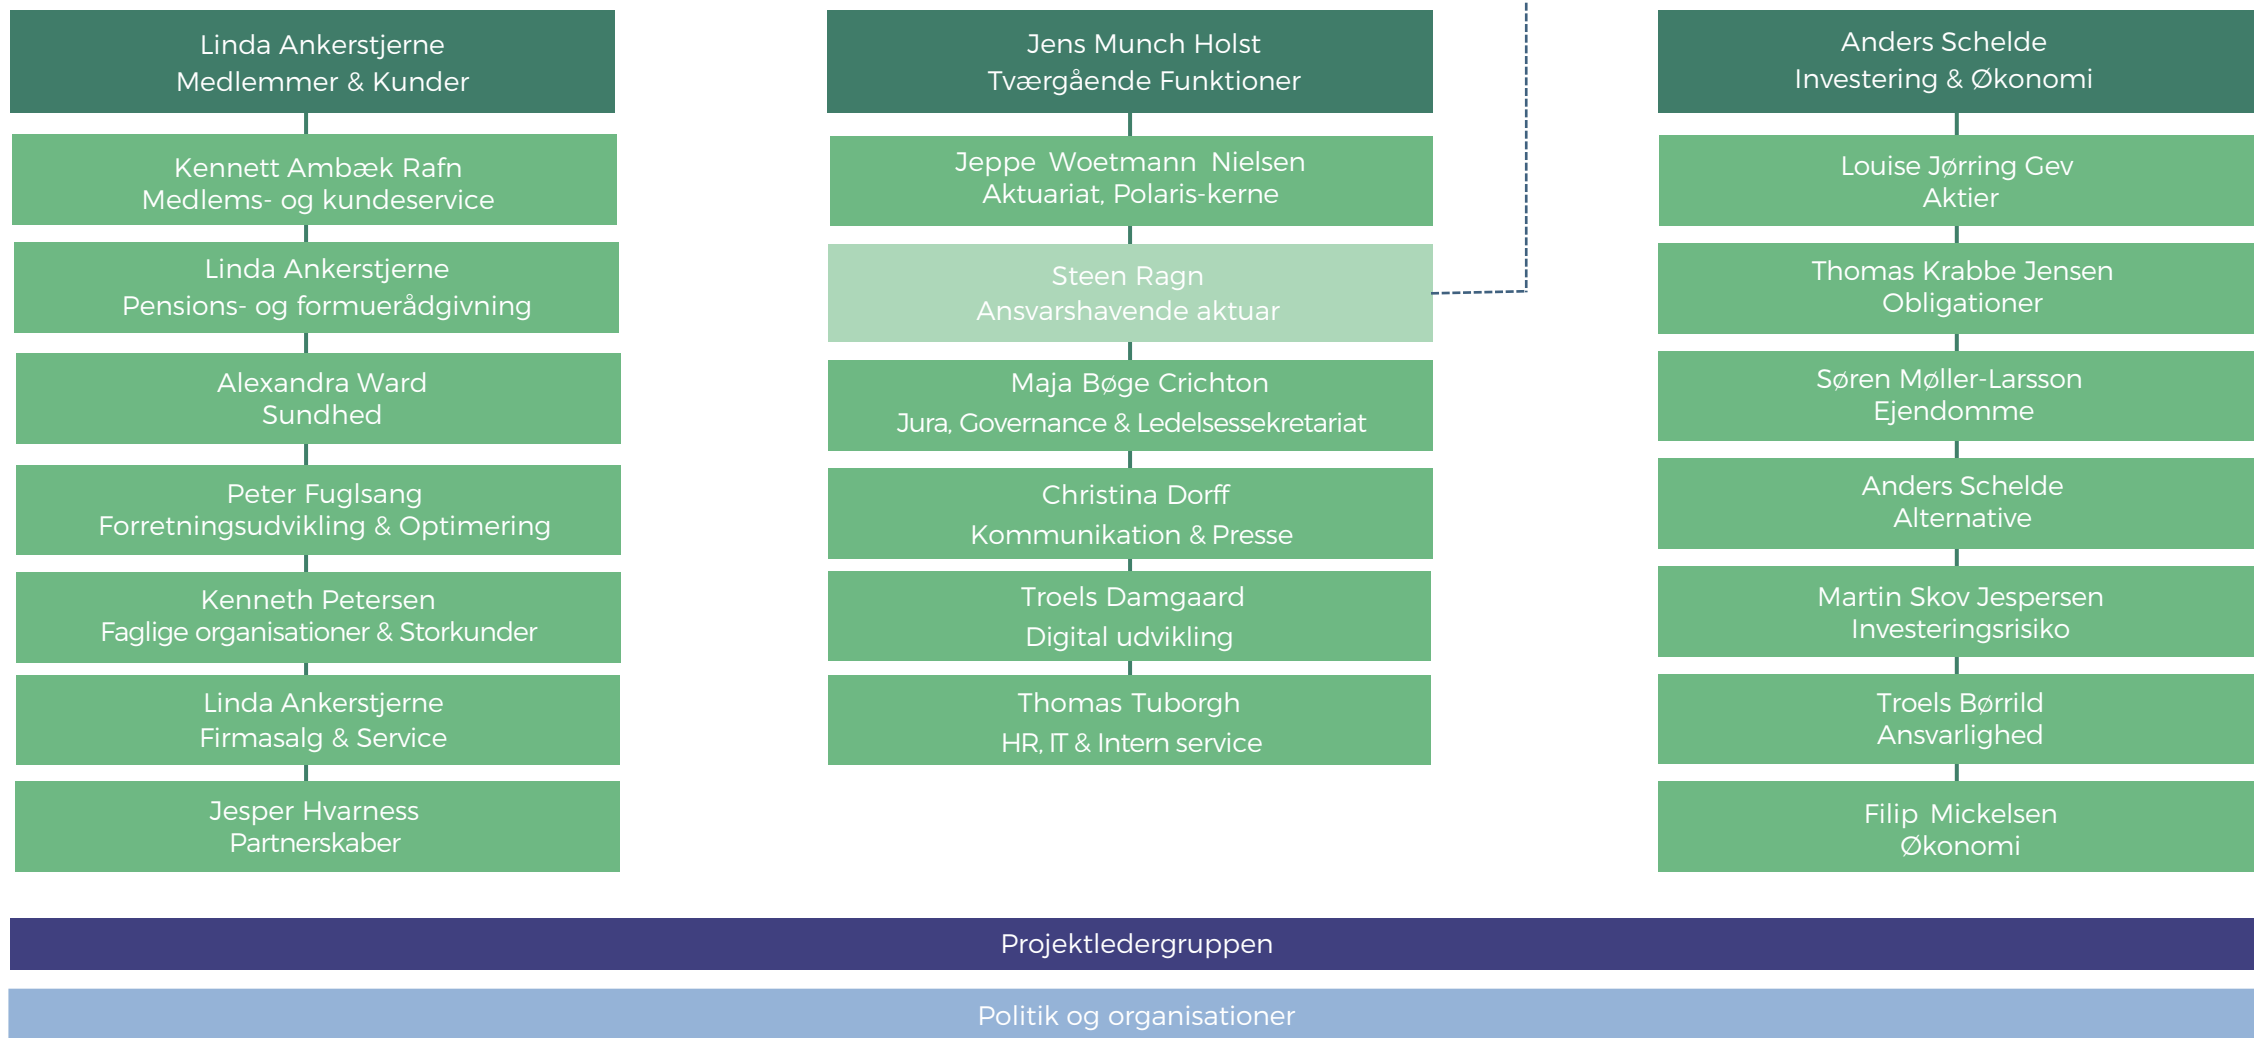 Linda Ankerstjerne
Medlemmer & Kunder
Kennett Ambæk Rafn
Medlems- og kundeservice
Linda Ankerstjerne
Pensions- og formuerådgivning
Alexandra Ward
Sundhed
Peter Fuglsang
Forretningsudvikling & Optimering
Kenneth Petersen
Faglige organisationer & Storkunder
Linda Ankerstjerne
Firmasalg & Service
Jesper Hvarness
Partnerskaber
Jens Munch Holst
Tværgående Funktioner
Jeppe Woetmann Nielsen
Aktuariat, Polaris-kerne
Steen Ragn
Ansvarshavende aktuar
Maja Bøge Crichton
Jura, Governance & Ledelsessekretariat
Christina Dorff
Kommunikation & Presse
Troels Damgaard
Digital udvikling
Thomas Tuborgh
HR, IT & Intern service
Anders Schelde
Investering & Økonomi
Louise Jørring Gev
Aktier
Thomas Krabbe Jensen
Obligationer
Søren Møller-Larsson
Ejendomme
Anders Schelde
Alternative
Martin Skov Jespersen
Investeringsrisiko
Troels Børrild
Ansvarlighed
Filip Mickelsen
Økonomi
Projektledergruppen
Politik og organisationer